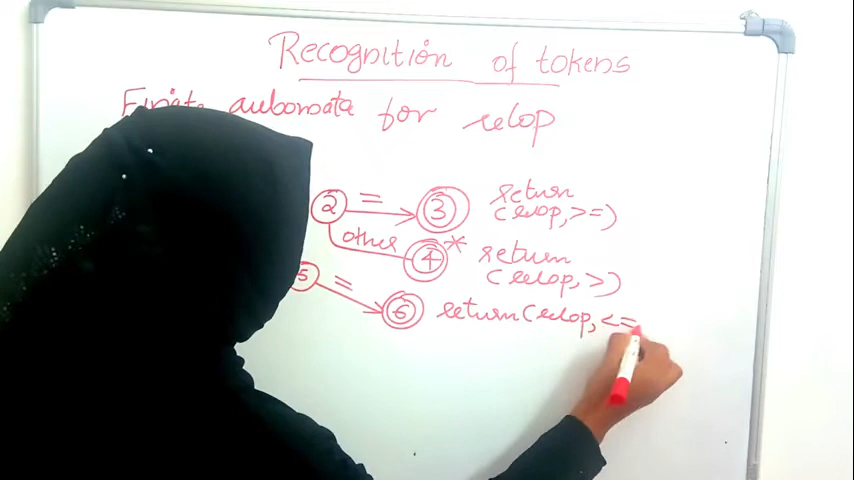 Recognition of tokens
Finite automata for relop
2 = 3 return
(relop, >=)
other 4 * return
(relop, >)
5 = 6 return(relop, <=